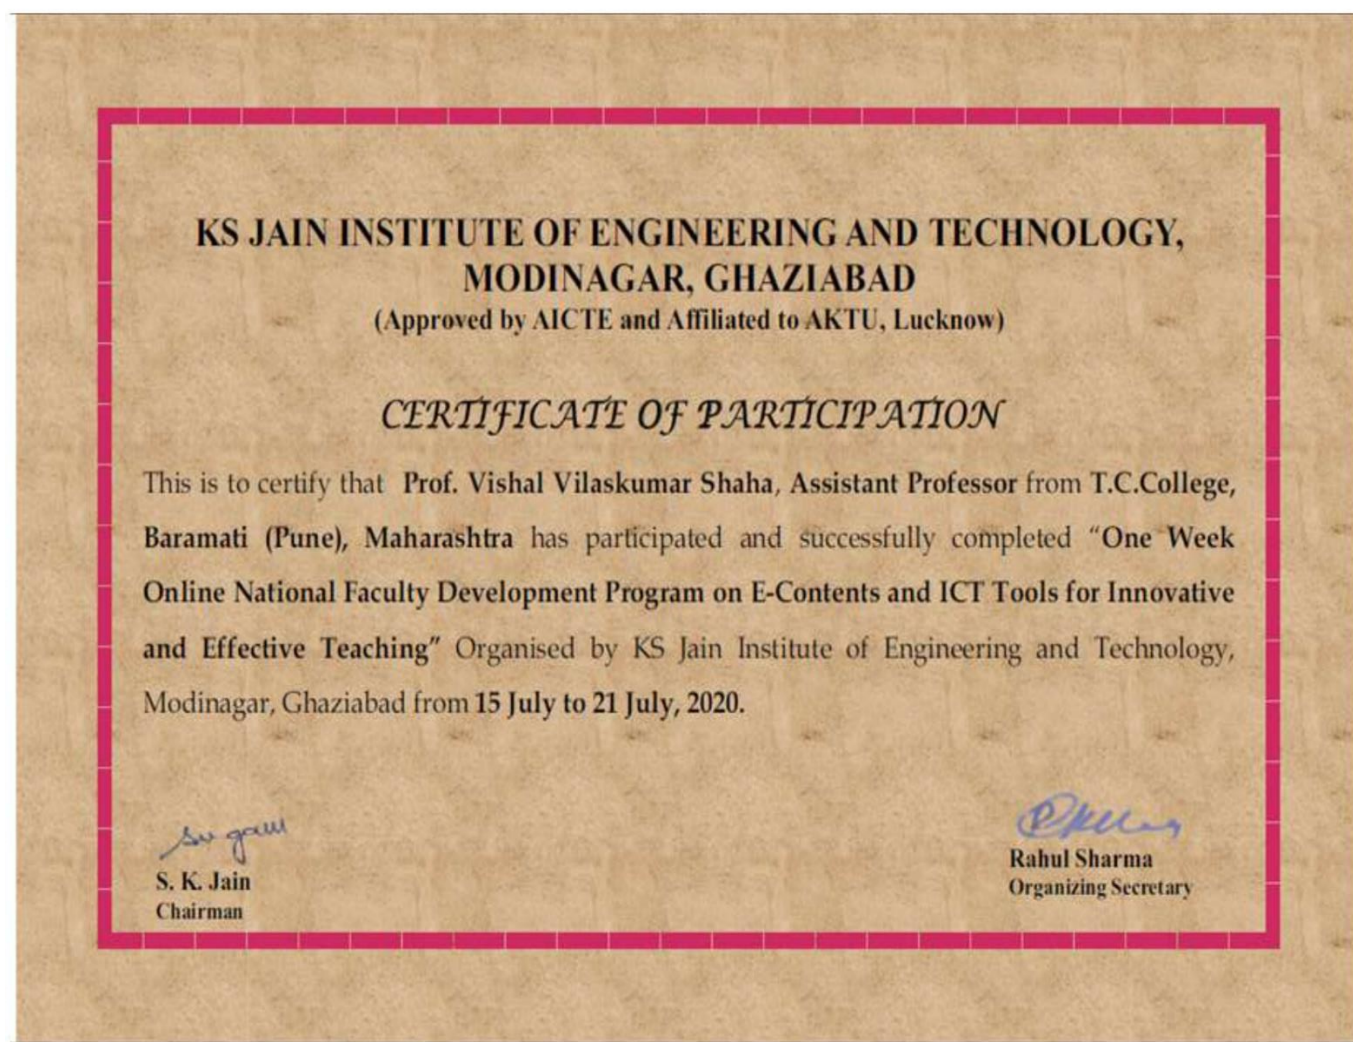 KS JAIN INSTITUTE OF ENGINEERING AND TECHNOLOGY,
MODINAGAR, GHAZIABAD
(Approved by AICTE and Affiliated to AKTU, Lucknow)
CERTIFICATE OF PARTICIPATION
This is to certify that Prof. Vishal Vilaskumar Shaha, Assistant Professor from T.C.College,
Baramati (Pune), Maharashtra has participated and successfully completed “One Week
Online National Faculty Development Program on E-Contents and ICT Tools for Innovative
and Effective Teaching” Organised by KS Jain Institute of Engineering and Technology,
Modinagar, Ghaziabad from 15 July to 21 July, 2020.
S. K. Jain
Chairman
Rahul Sharma
Organizing Secretary